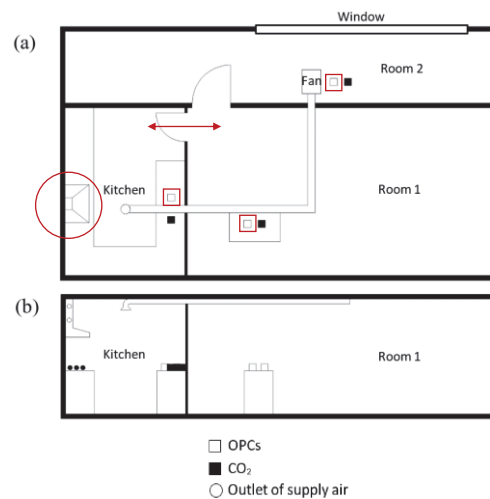 Window
(a)
Room 2
Fan
Kitchen
Room 1
(b)
Kitchen
Room 1
OPCs
CO₂
Outlet of supply air